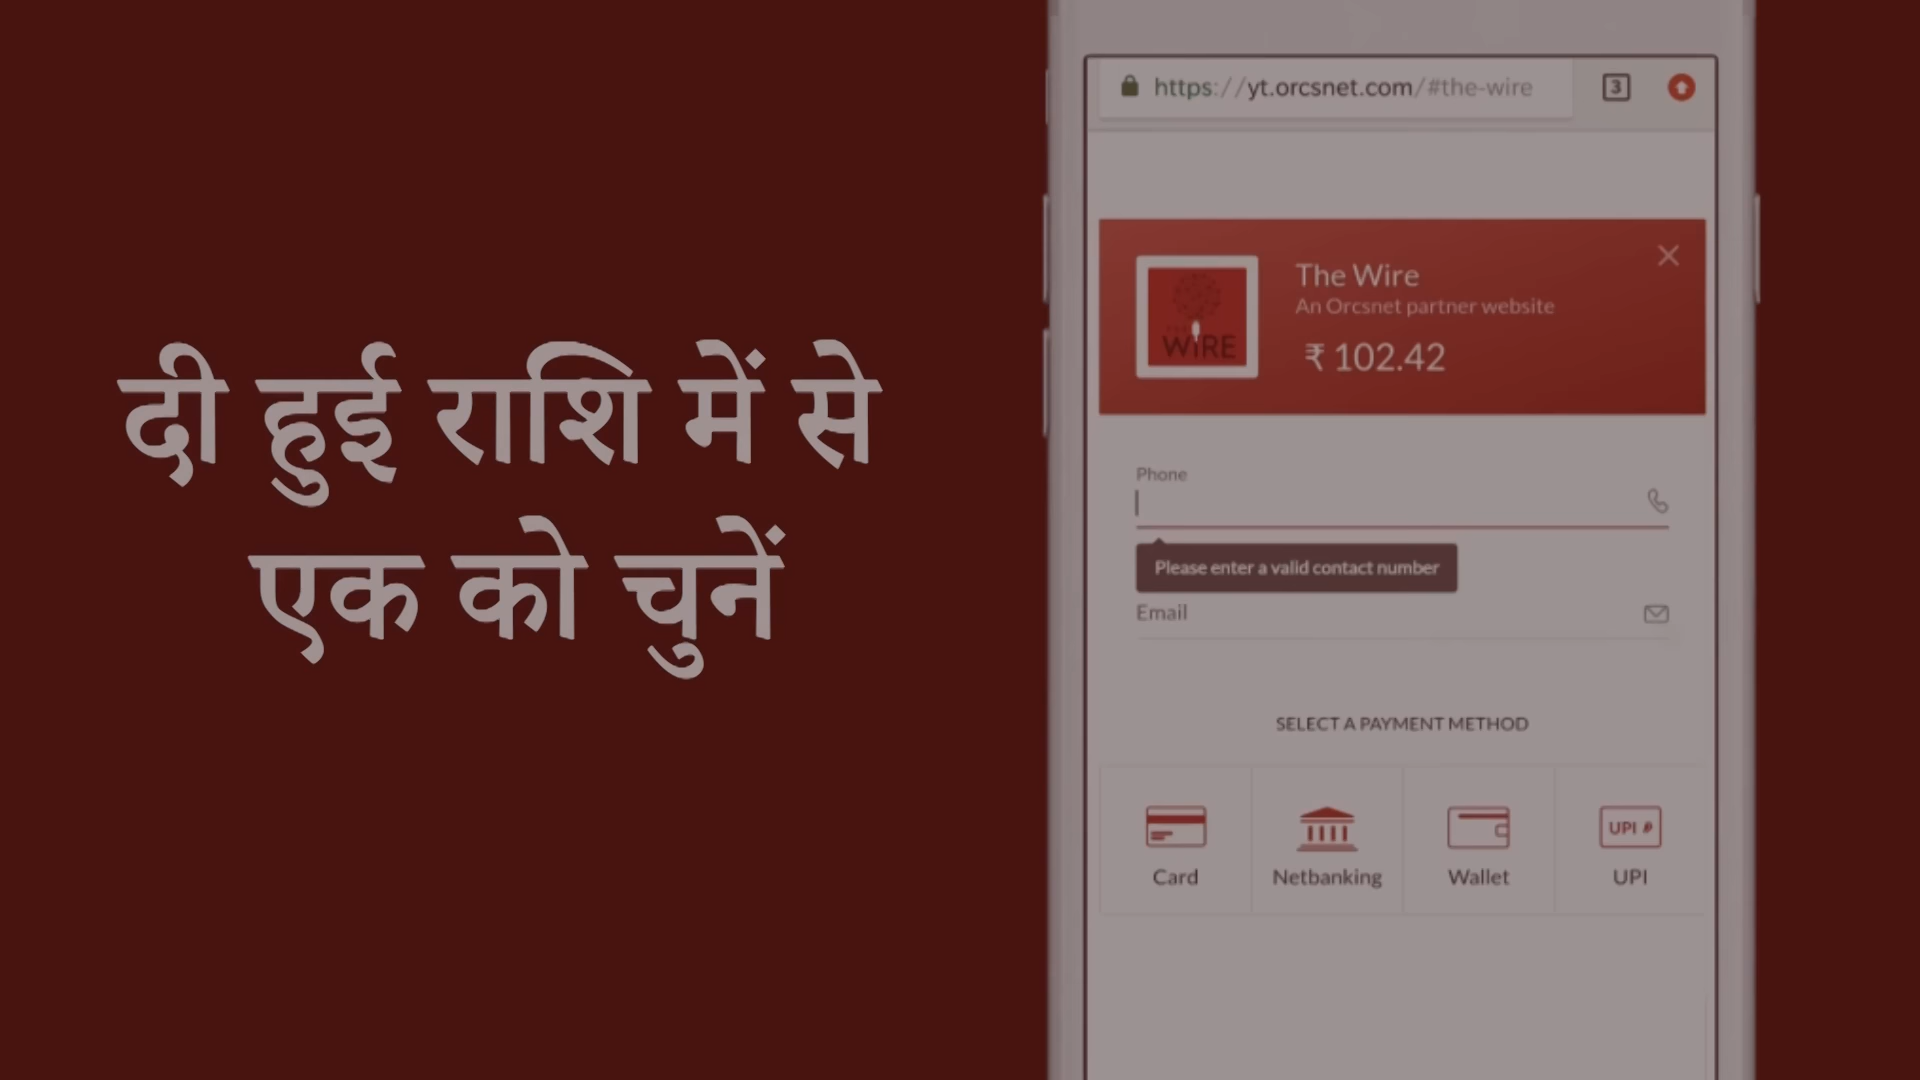 दी हुई राशि में से
एक को चुनें
https://yt.orcsnet.com/#the-wire
3
The Wire
An Orcsnet partner website
₹ 102.42
WiRE
Phone
Please enter a valid contact number
Email
SELECT A PAYMENT METHOD
Card
Netbanking
Wallet
UPI
UPI